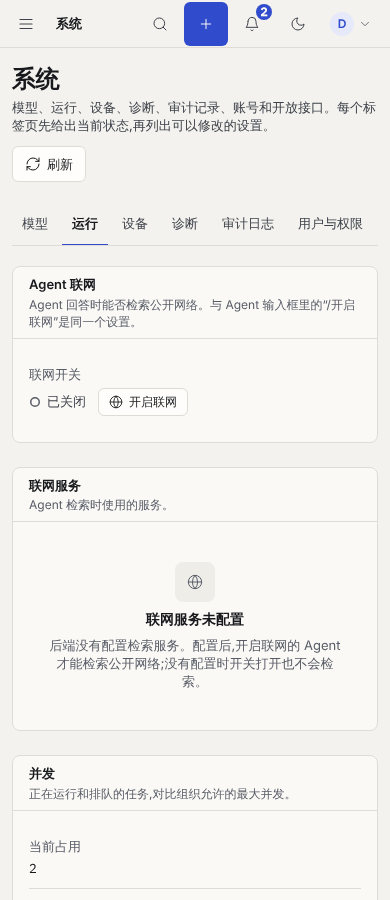 系统
2
D
系统
模型、运行、设备、诊断、审计记录、账号和开放接口。每个标
签页先给出当前状态,再列出可以修改的设置。
刷新
模型 运行 设备 诊断 审计日志 用户与权限
Agent 联网
Agent 回答时能否检索公开网络。与 Agent 输入框里的“/开启
联网”是同一个设置。
联网开关
已关闭 开启联网
联网服务
Agent 检索时使用的服务。
联网服务未配置
后端没有配置检索服务。配置后,开启联网的 Agent
才能检索公开网络;没有配置时开关打开也不会检
索。
并发
正在运行和排队的任务,对比组织允许的最大并发。
当前占用
2